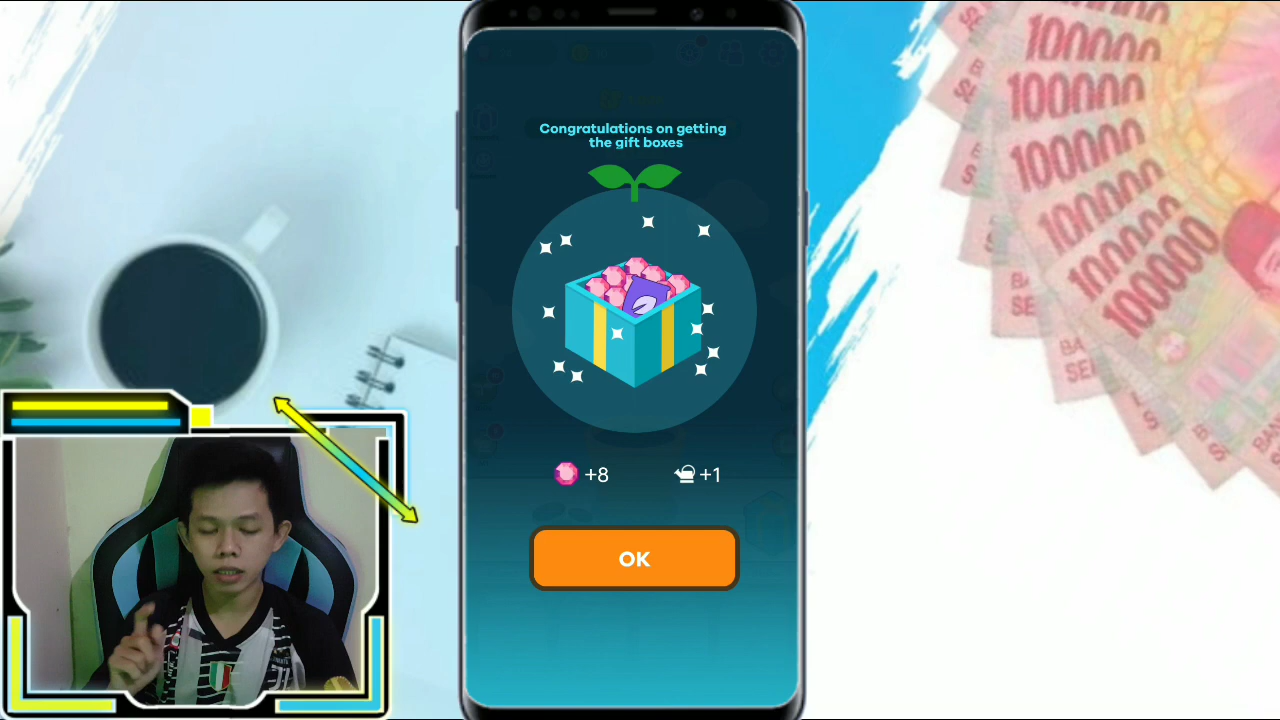 Congratulations on getting
the gift boxes
+8
+1
OK
100000
100000
100000
100000
100000
100000